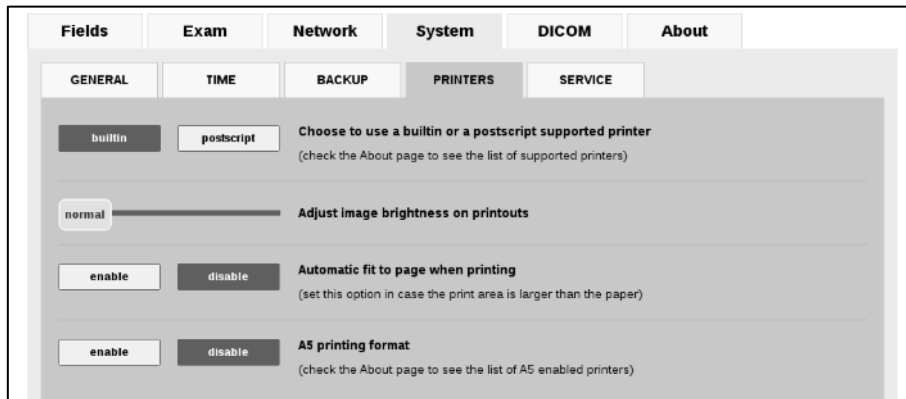 Fields Exam Network System DICOM About
GENERAL TIME BACKUP PRINTERS SERVICE
builtin postscript Choose to use a builtin or a postscript supported printer
(check the About page to see the list of supported printers)
normal Adjust image brightness on printouts
enable disable Automatic fit to page when printing
(set this option in case the print area is larger than the paper)
enable disable A5 printing format
(check the About page to see the list of A5 enabled printers)